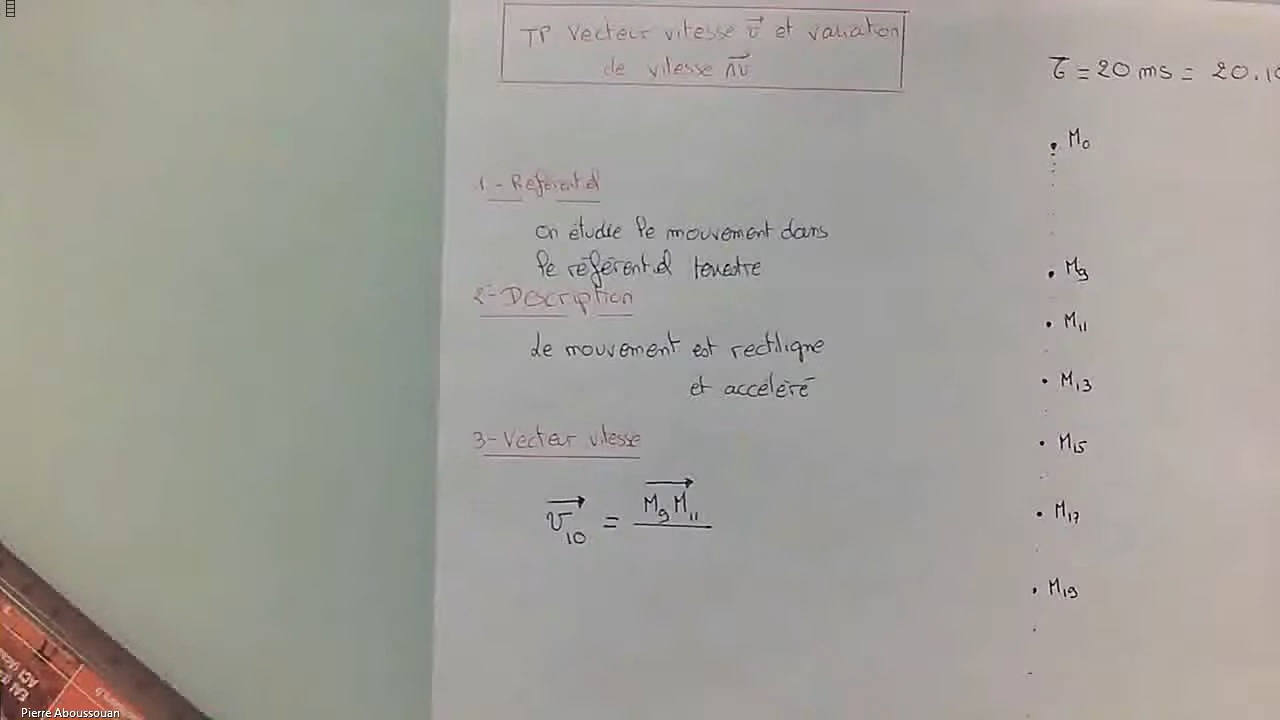 TP Vecteur vitesse v⃗ et variation
de vitesse Δv⃗
τ = 20 ms = 20.10
M0
1 - Référentiel
on étudie le mouvement dans
le référentiel terrestre
M9
2 - Description
M11
Le mouvement est rectiligne
et accéléré
M13
3 - Vecteur vitesse
M15
v⃗10 = M9M11
M17
M19
Pierre Aboussouan